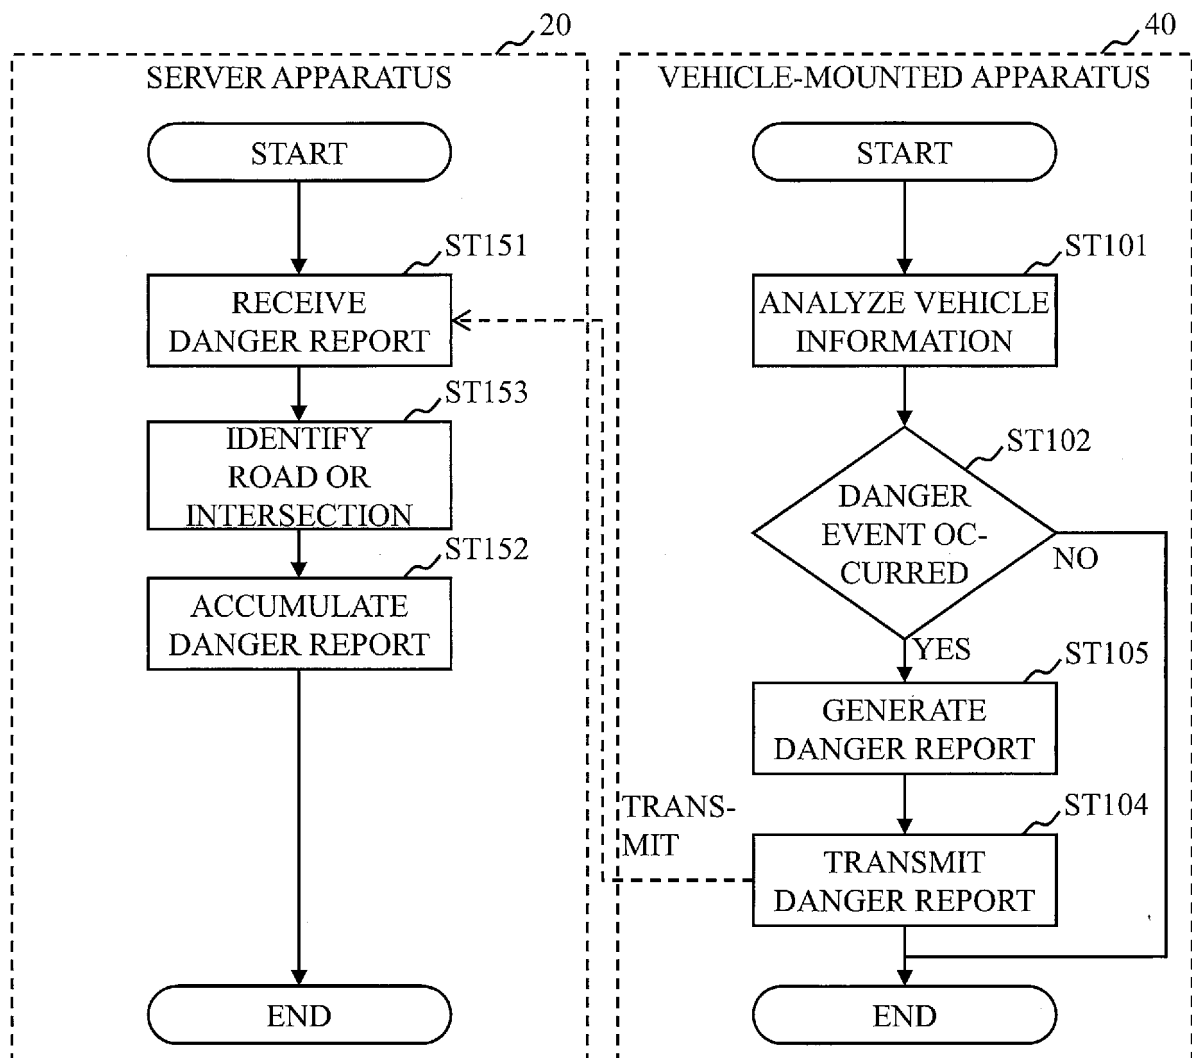 20
SERVER APPARATUS
START
ST151
RECEIVE
DANGER REPORT
ST153
IDENTIFY
ROAD OR
INTERSECTION
ST152
ACCUMULATE
DANGER REPORT
END
40
VEHICLE-MOUNTED APPARATUS
START
ST101
ANALYZE VEHICLE
INFORMATION
ST102
DANGER
EVENT OC-
CURRED
NO
YES
ST105
GENERATE
DANGER REPORT
TRANS-
MIT
ST104
TRANSMIT
DANGER REPORT
END